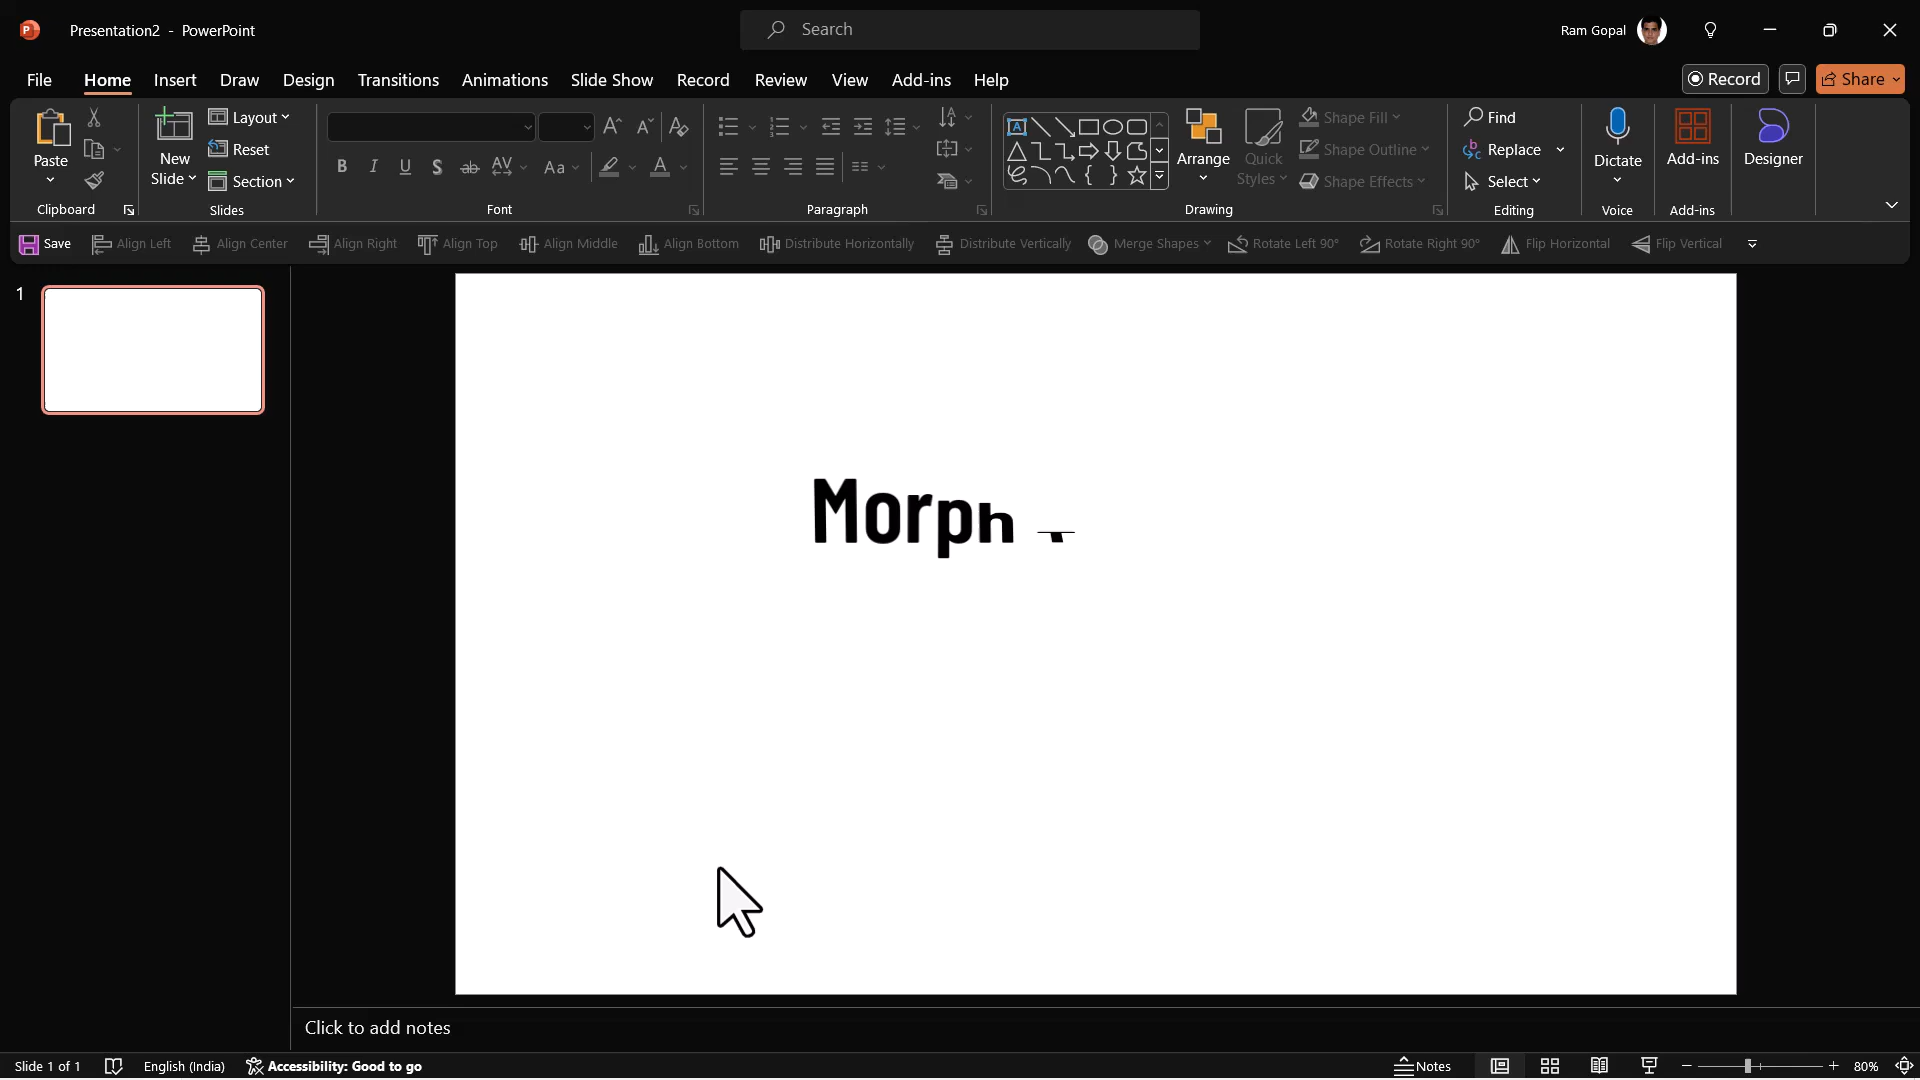 Presentation2 - PowerPoint
Search
Ram Gopal
File Home Insert Draw Design Transitions Animations Slide Show Record Review View Add-ins Help
Record
Share
Paste
Clipboard
New Slide
Layout
Reset
Section
Slides
Font
Paragraph
Arrange
Quick Styles
Shape Fill
Shape Outline
Shape Effects
Drawing
Find
Replace
Select
Editing
Dictate
Voice
Add-ins
Add-ins
Designer
Save Align Left Align Center Align Right Align Top Align Middle Align Bottom Distribute Horizontally Distribute Vertically Merge Shapes Rotate Left 90° Rotate Right 90° Flip Horizontal Flip Vertical
1
Morph
Click to add notes
Slide 1 of 1 English (India) Accessibility: Good to go Notes 80%